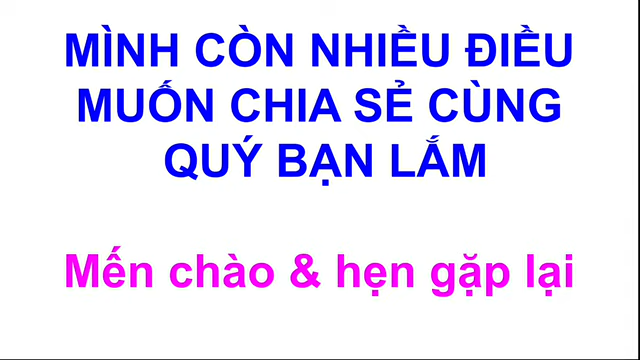 MÌNH CÒN NHIỀU ĐIỀU
MUỐN CHIA SẺ CÙNG
QUÝ BẠN LẮM
Mến chào & hẹn gặp lại